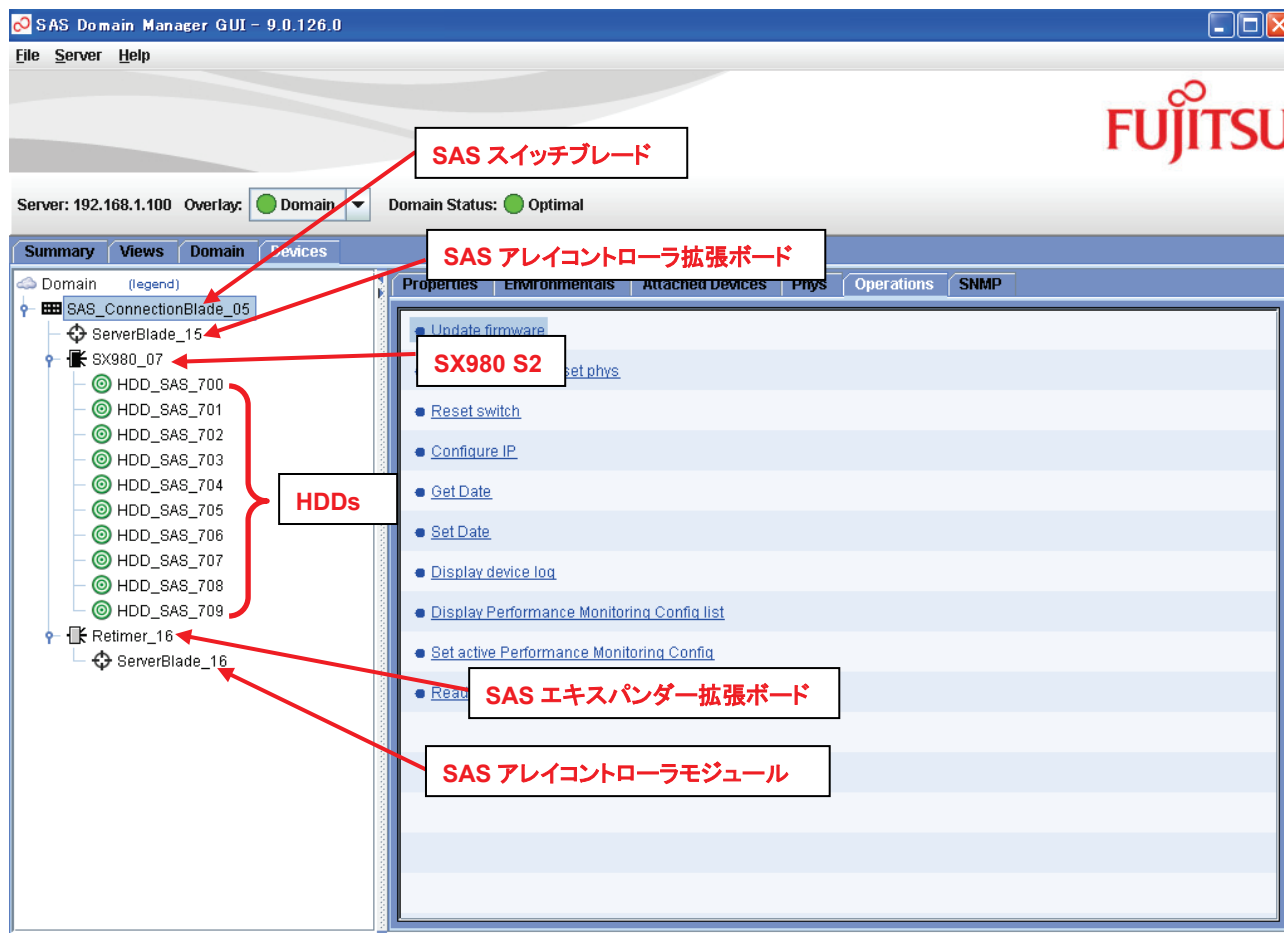 SAS Domain Manager GUI - 9.0.126.0
File Server Help
FUJITSU
SAS スイッチブレード
Server: 192.168.1.100 Overlay: Domain Domain Status: Optimal
Summary Views Domain Devices
SAS アレイコントローラ拡張ボード
Domain (legend)
Properties Environmentals Attached Devices Phys Operations SNMP
SAS_ConnectionBlade_05
ServerBlade_15
SX980_07
HDD_SAS_700
HDD_SAS_701
HDD_SAS_702
HDD_SAS_703
HDD_SAS_704
HDD_SAS_705
HDD_SAS_706
HDD_SAS_707
HDD_SAS_708
HDD_SAS_709
Retimer_16
ServerBlade_16
HDDs
Update firmware
SX980 S2
set phys
Reset switch
Configure IP
Get Date
Set Date
Display device log
Display Performance Monitoring Config list
Set active Performance Monitoring Config
Read
SAS エキスパンダー拡張ボード
SAS アレイコントローラモジュール